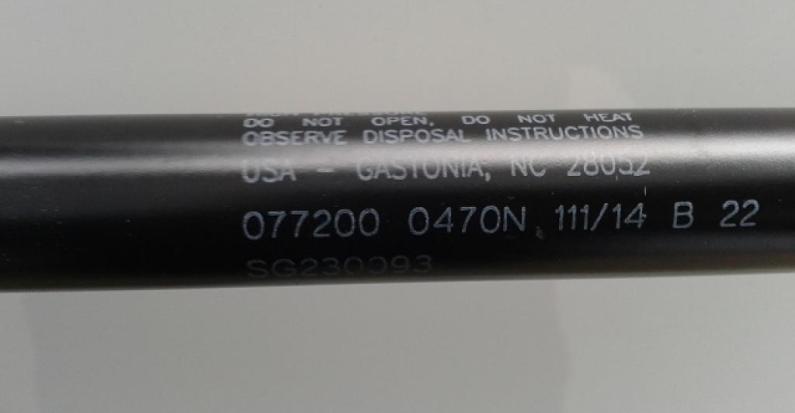 DO NOT OPEN, DO NOT HEAT
OBSERVE DISPOSAL INSTRUCTIONS
USA - GASTONIA, NC 28052
077200 0470N 111/14 B 22
SG230093